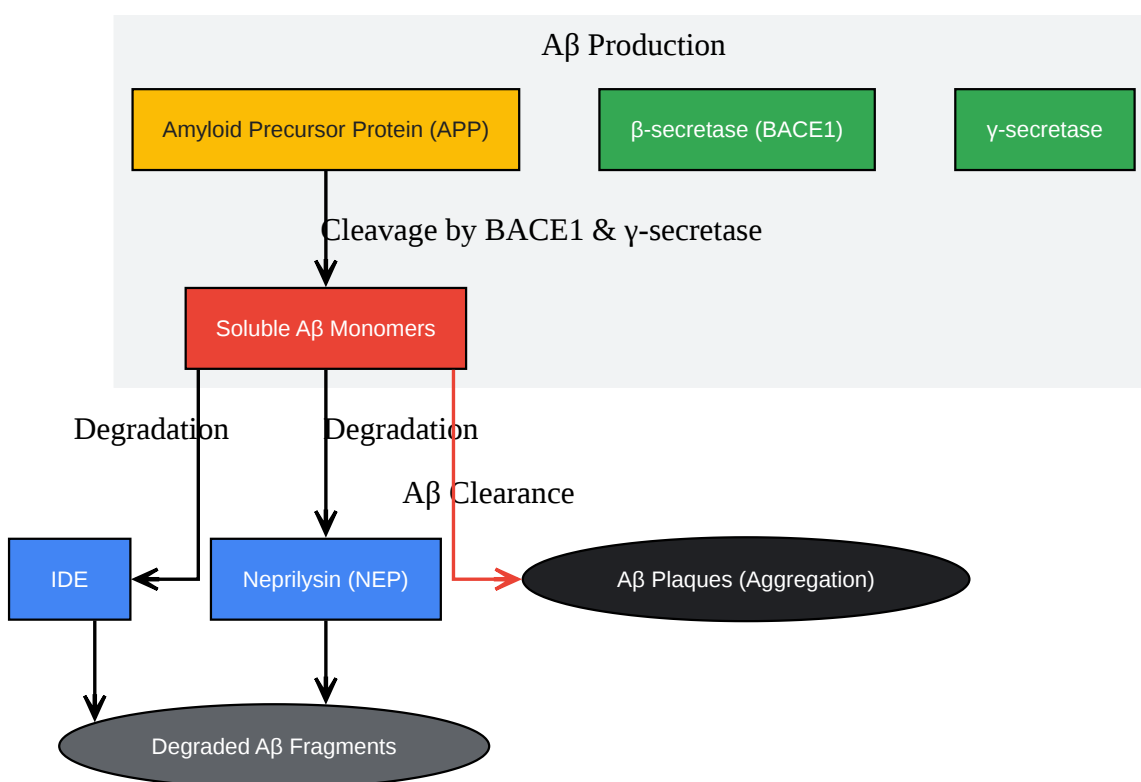 Aβ Production
Amyloid Precursor Protein (APP)
β-secretase (BACE1)
γ-secretase
Cleavage by BACE1 & γ-secretase
Soluble Aβ Monomers
Degradation
Degradation
Aβ Clearance
IDE
Neprilysin (NEP)
Aβ Plaques (Aggregation)
Degraded Aβ Fragments